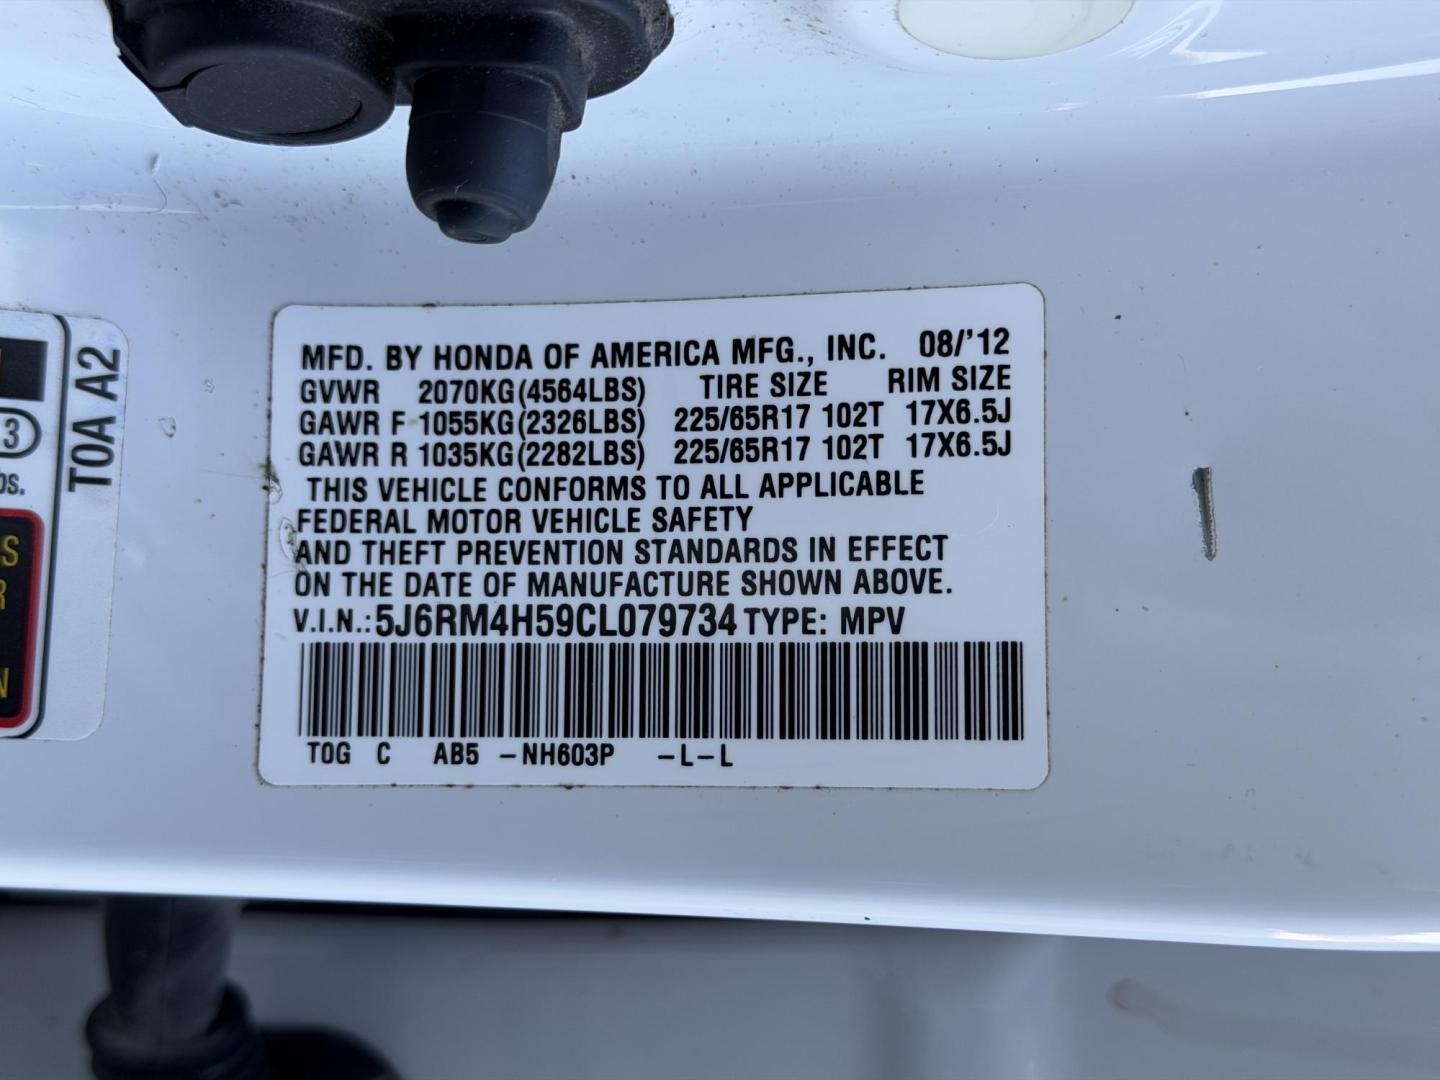 MFD. BY HONDA OF AMERICA MFG., INC. 08/'12
GVWR 2070KG(4564LBS) TIRE SIZE RIM SIZE
GAWR F 1055KG(2326LBS) 225/65R17 102T 17X6.5J
GAWR R 1035KG(2282LBS) 225/65R17 102T 17X6.5J
THIS VEHICLE CONFORMS TO ALL APPLICABLE
FEDERAL MOTOR VEHICLE SAFETY
AND THEFT PREVENTION STANDARDS IN EFFECT
ON THE DATE OF MANUFACTURE SHOWN ABOVE.
V.I.N.: 5J6RM4H59CL079734 TYPE: MPV
T0G C AB5 -NH603P -L-L
T0A A2
3